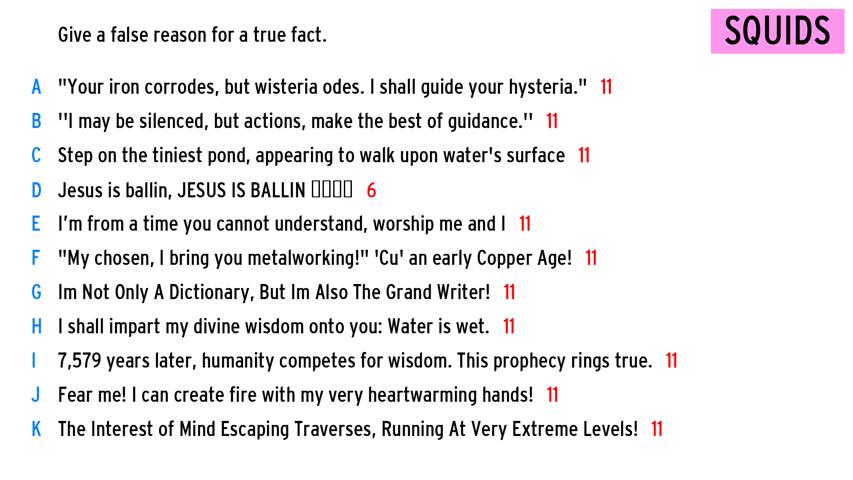 Give a false reason for a true fact.
SQUIDS
A "Your iron corrodes, but wisteria odes. I shall guide your hysteria." 11
B ''I may be silenced, but actions, make the best of guidance.'' 11
C Step on the tiniest pond, appearing to walk upon water's surface 11
D Jesus is ballin, JESUS IS BALLIN ▯▯▯▯ 6
E I’m from a time you cannot understand, worship me and I 11
F "My chosen, I bring you metalworking!" 'Cu' an early Copper Age! 11
G Im Not Only A Dictionary, But Im Also The Grand Writer! 11
H I shall impart my divine wisdom onto you: Water is wet. 11
I 7,579 years later, humanity competes for wisdom. This prophecy rings true. 11
J Fear me! I can create fire with my very heartwarming hands! 11
K The Interest of Mind Escaping Traverses, Running At Very Extreme Levels! 11